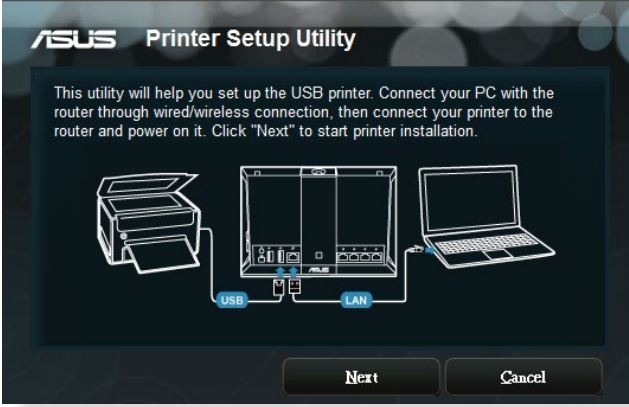 ASUS Printer Setup Utility
This utility will help you set up the USB printer. Connect your PC with the
router through wired/wireless connection, then connect your printer to the
router and power on it. Click "Next" to start printer installation.
ASUS
USB
LAN
Next
Cancel